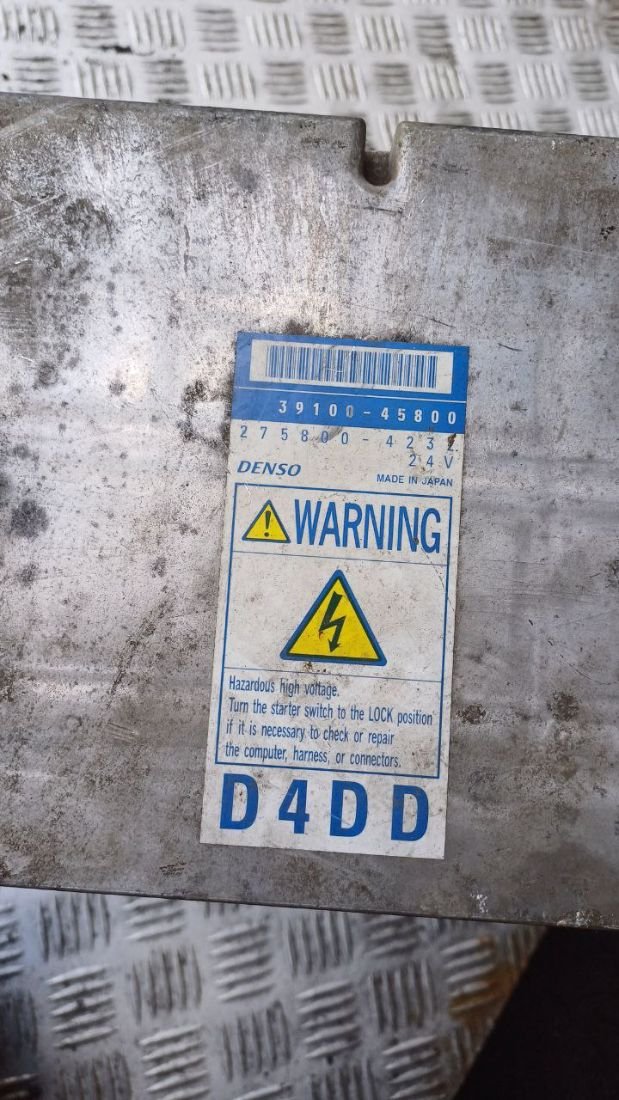 39100-45800
275800-4232
24V
DENSO
MADE IN JAPAN
! WARNING
Hazardous high voltage.
Turn the starter switch to the LOCK position
if it is necessary to check or repair
the computer, harness, or connectors.
D4DD